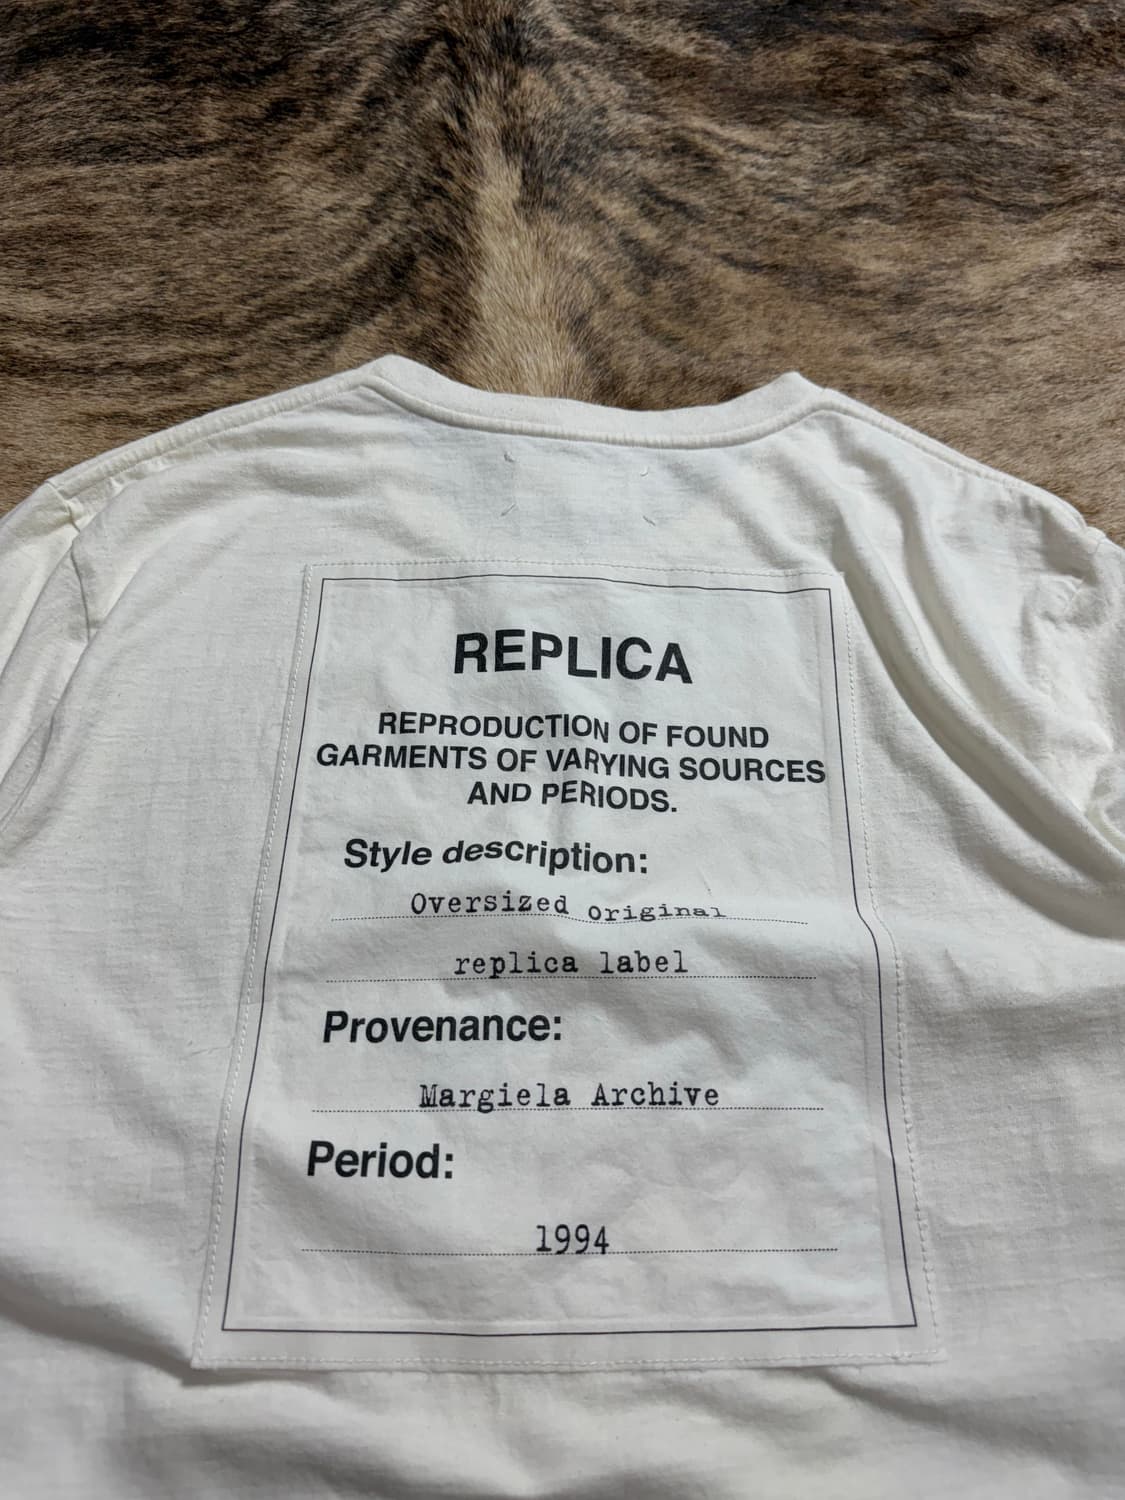 REPLICA
REPRODUCTION OF FOUND
GARMENTS OF VARYING SOURCES
AND PERIODS.
Style description:
Oversized original
replica label
Provenance:
Margiela Archive
Period:
1994